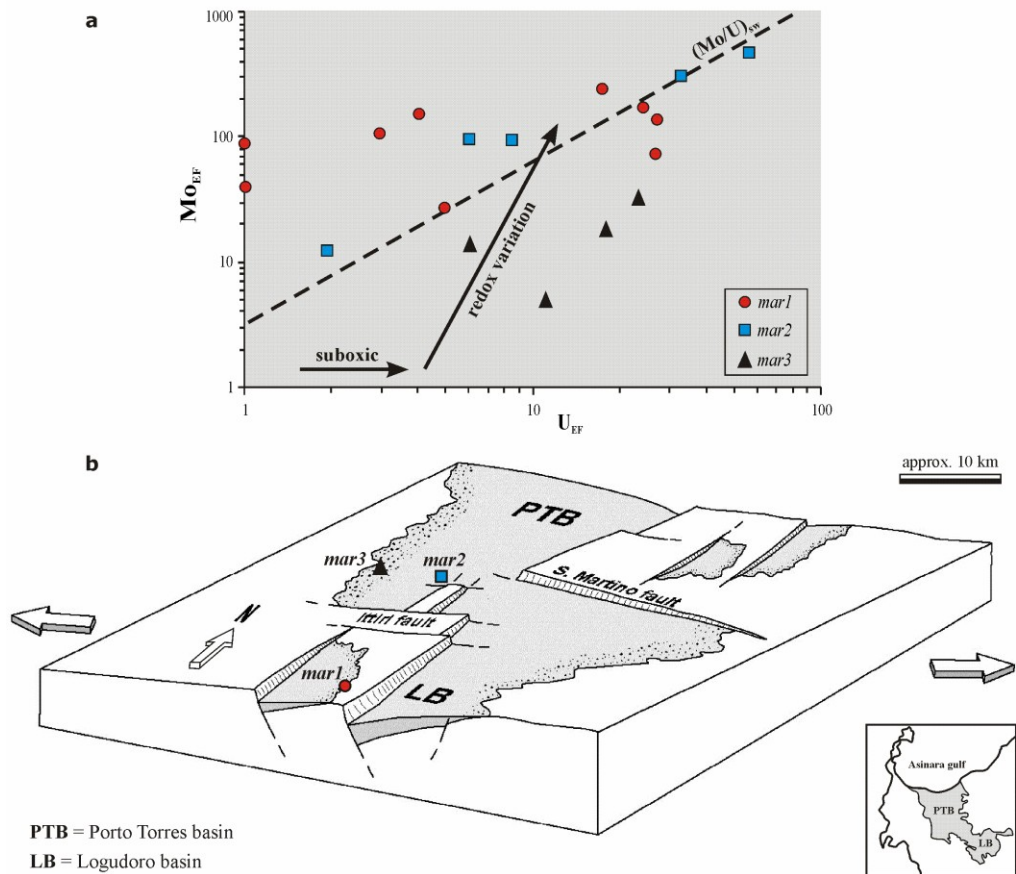 a
1000
100
10
1
Mo_EF
(Mo/U)_sw
redox variation
suboxic
mar1
mar2
mar3
1
10
100
U_EF
b
approx. 10 km
PTB
mar3
mar2
S. Martino fault
N
Ittiri fault
mar1
LB
Asinara gulf
PTB
LB
PTB = Porto Torres basin
LB = Logudoro basin